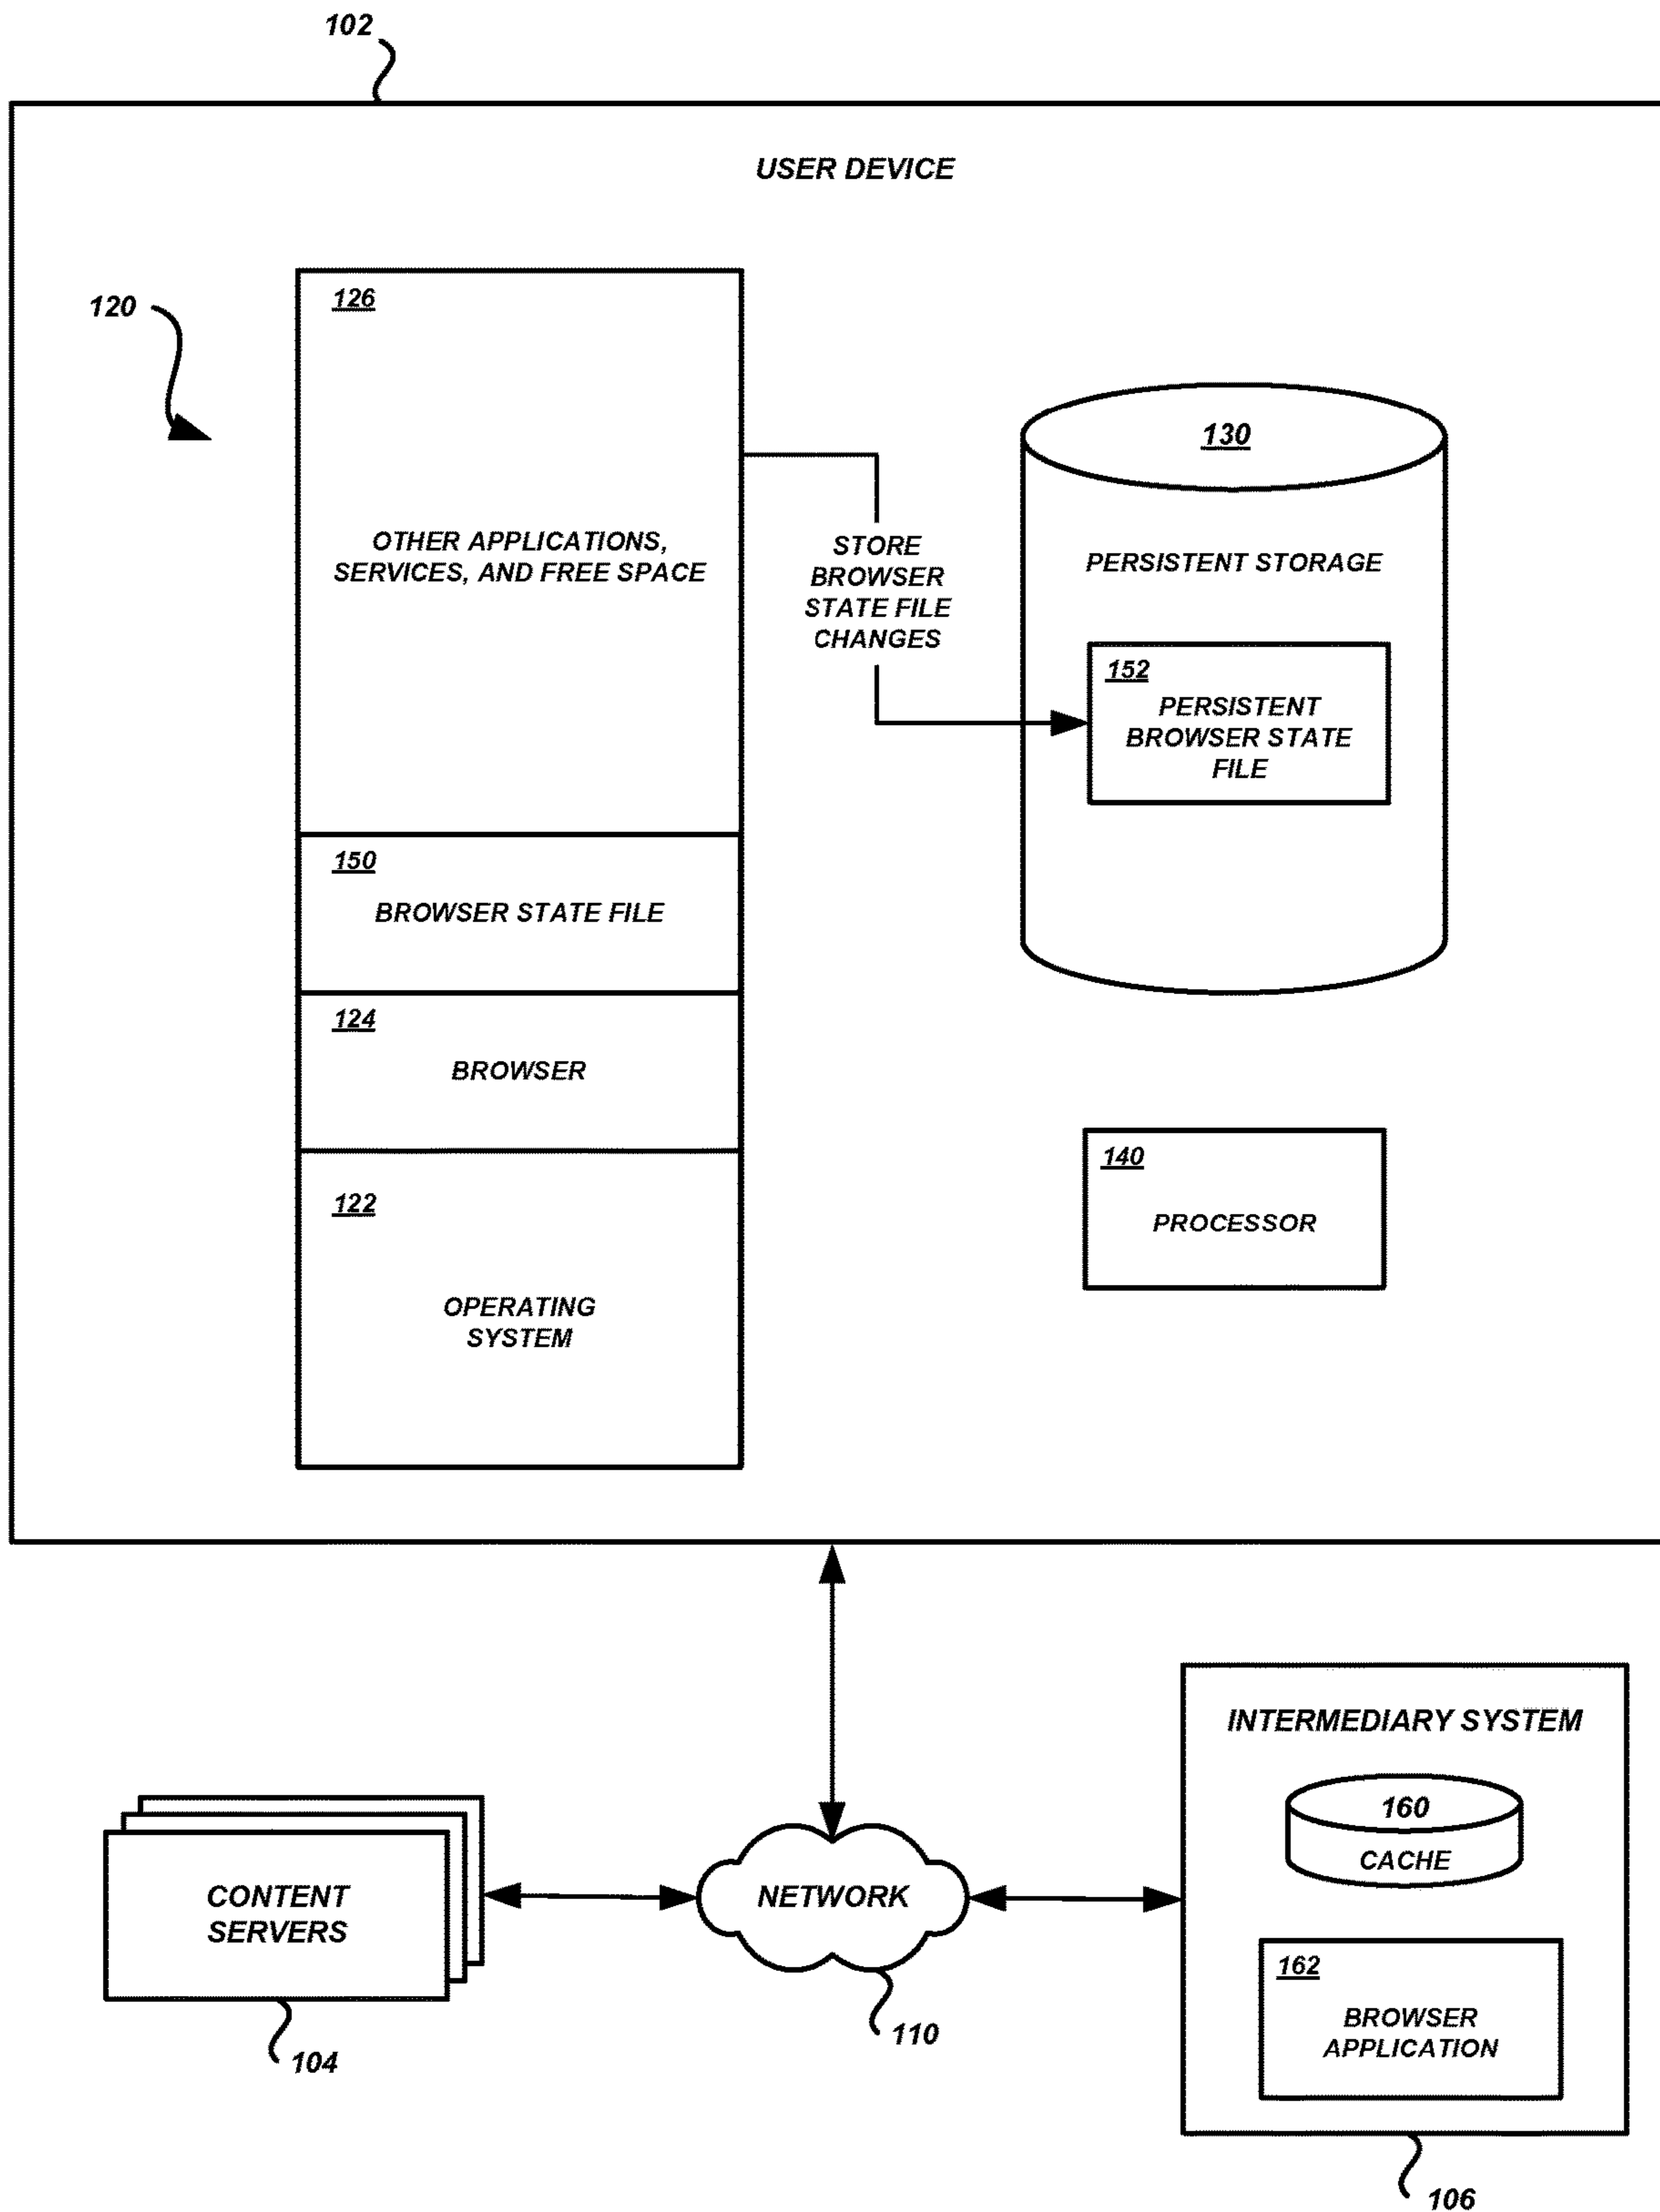 102
USER DEVICE
120
126
OTHER APPLICATIONS,
SERVICES, AND FREE SPACE
STORE
BROWSER
STATE FILE
CHANGES
130
PERSISTENT STORAGE
152
PERSISTENT
BROWSER STATE
FILE
150
BROWSER STATE FILE
124
BROWSER
140
PROCESSOR
122
OPERATING
SYSTEM
INTERMEDIARY SYSTEM
160
CACHE
CONTENT
SERVERS
NETWORK
162
BROWSER
APPLICATION
104
110
106